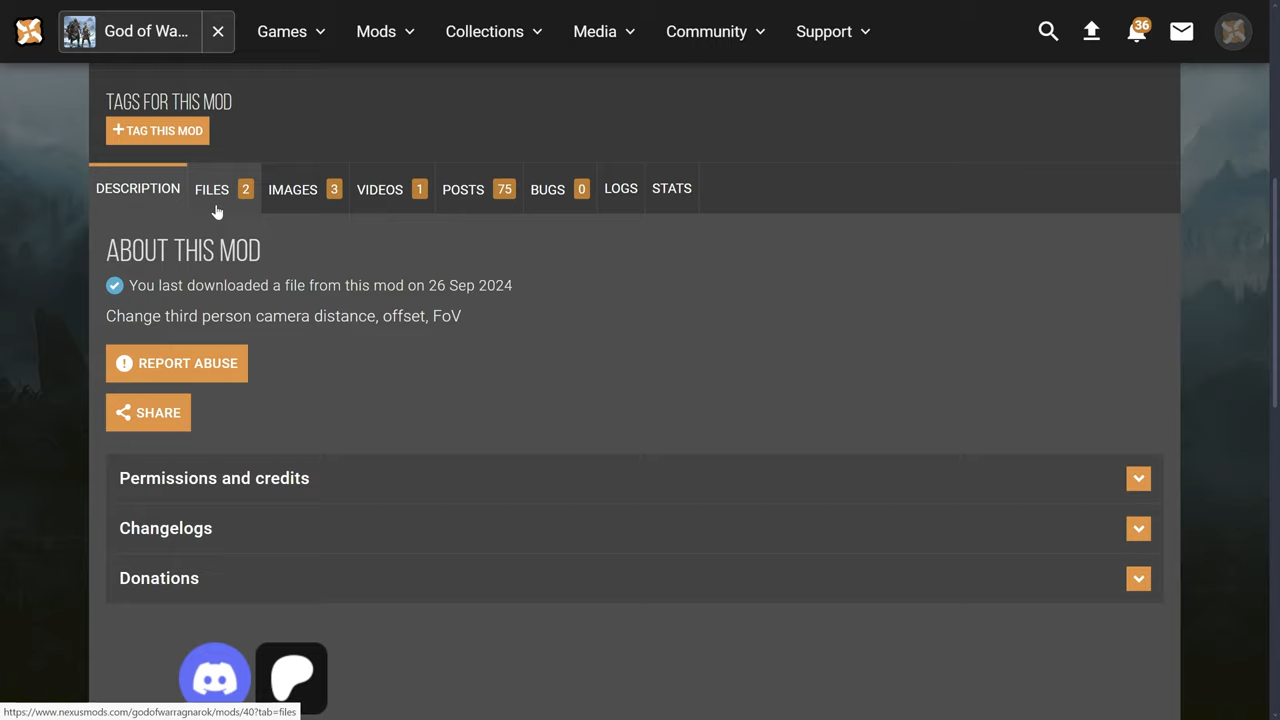 God of Wa...
Games
Mods
Collections
Media
Community
Support
36
TAGS FOR THIS MOD
+ TAG THIS MOD
DESCRIPTION
FILES 2
IMAGES 3
VIDEOS 1
POSTS 75
BUGS 0
LOGS
STATS
ABOUT THIS MOD
You last downloaded a file from this mod on 26 Sep 2024
Change third person camera distance, offset, FoV
REPORT ABUSE
SHARE
Permissions and credits
Changelogs
Donations
https://www.nexusmods.com/godofwarragnarok/mods/40?tab=files